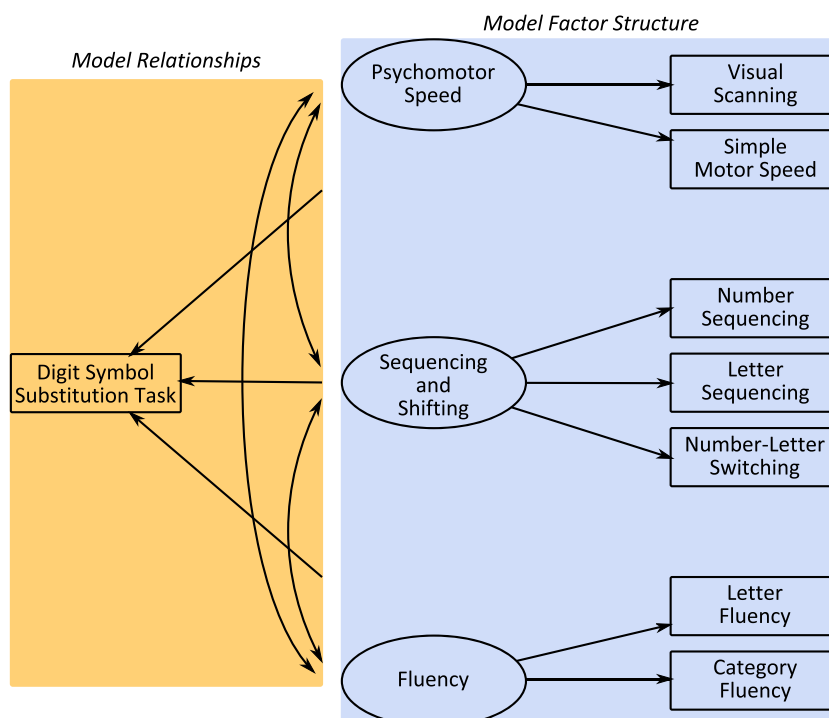 Model Factor Structure
Model Relationships
Psychomotor
Speed
Visual
Scanning
Simple
Motor Speed
Number
Sequencing
Digit Symbol
Substitution Task
Sequencing
and
Shifting
Letter
Sequencing
Number-Letter
Switching
Letter
Fluency
Fluency
Category
Fluency